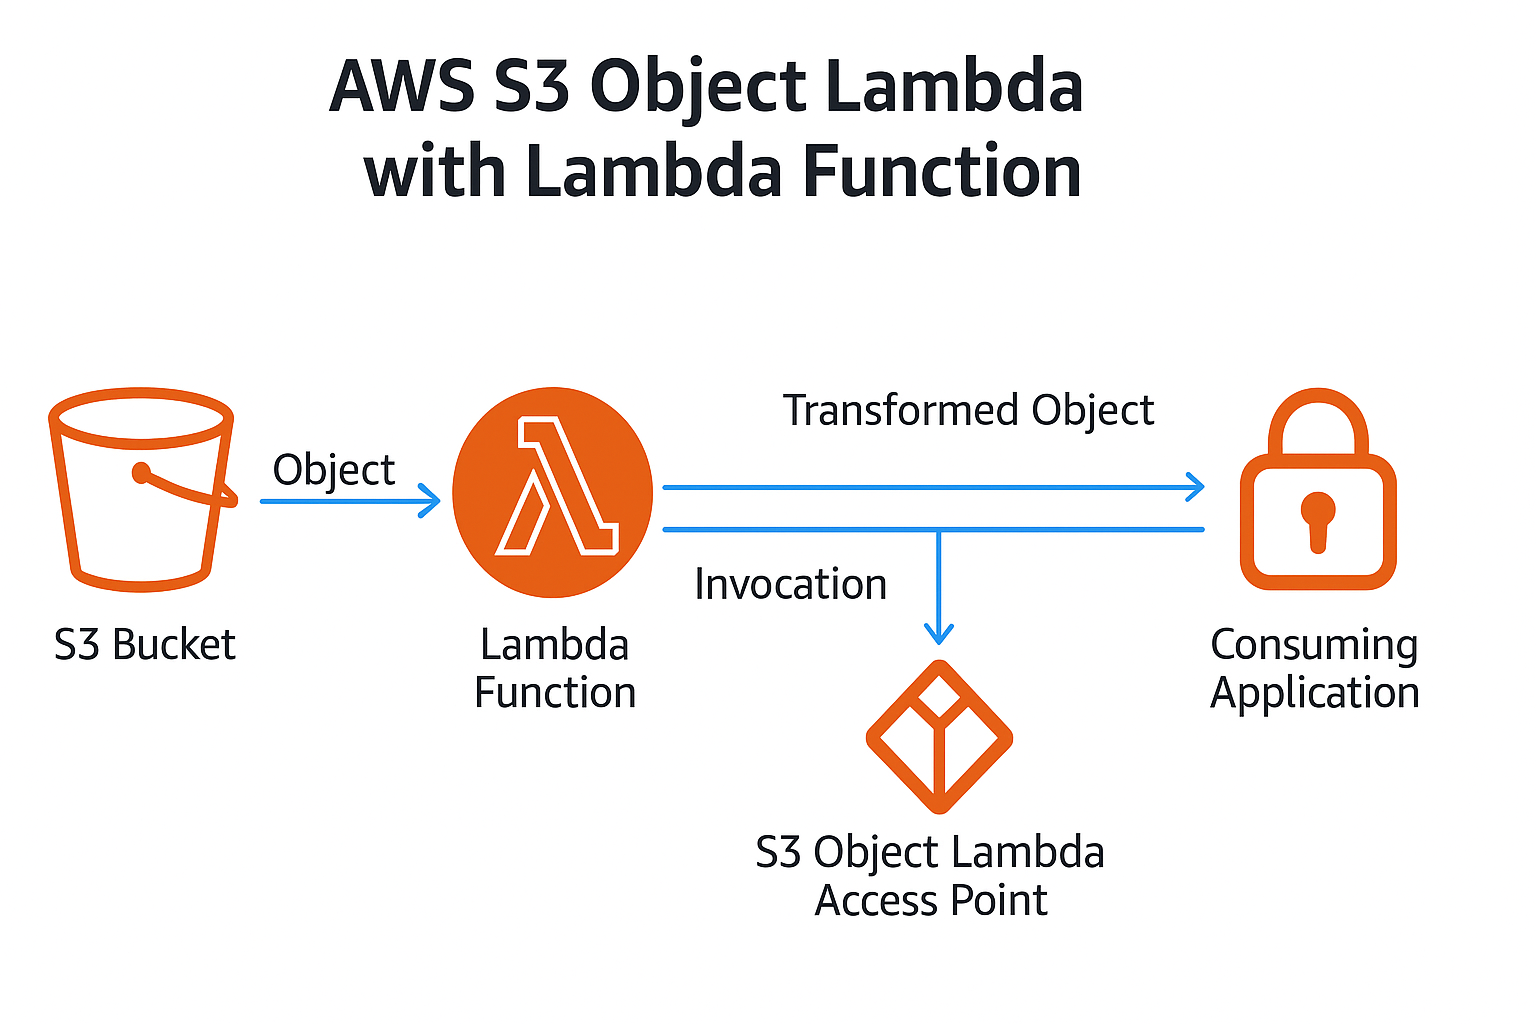 AWS S3 Object Lambda
with Lambda Function
Object
Transformed Object
Invocation
S3 Bucket
Lambda
Function
Consuming
Application
S3 Object Lambda
Access Point